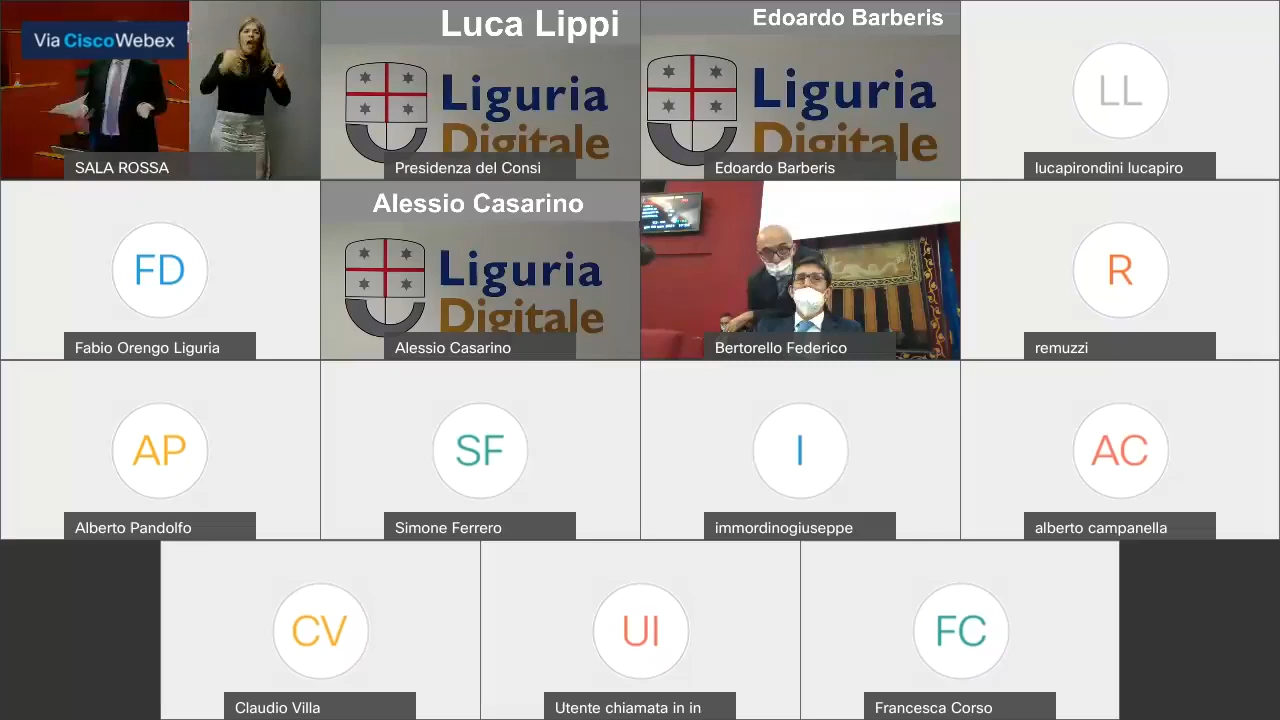 Via Cisco Webex
SALA ROSSA
Luca Lippi
Liguria
Digitale
Presidenza del Consi
Edoardo Barberis
Liguria
Digitale
Edoardo Barberis
LL
lucapirondini lucapiro
FD
Fabio Orengo Liguria
Alessio Casarino
Liguria
Digitale
Alessio Casarino
Bertorello Federico
R
remuzzi
AP
Alberto Pandolfo
SF
Simone Ferrero
I
immordinogiuseppe
AC
alberto campanella
CV
Claudio Villa
UI
Utente chiamata in in
FC
Francesca Corso